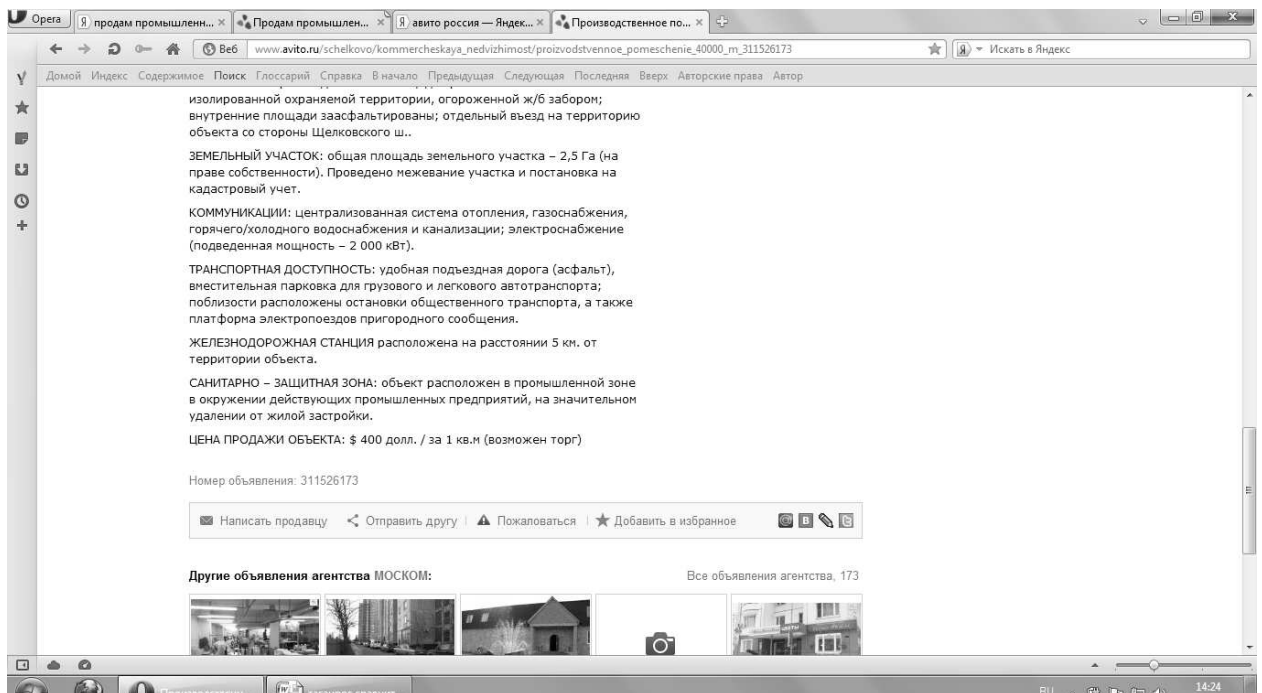 Opera
продам промышленн...
Продам промышлен...
авито россия — Яндек...
Производственное по...
Веб
www.avito.ru/schelkovo/kommercheskaya_nedvizhimost/proizvodstvennoe_pomeschenie_40000_m_311526173
Искать в Яндекс
Домой Индекс Содержимое Поиск Глоссарий Справка В начало Предыдущая Следующая Последняя Вверх Авторские права Автор
изолированной охраняемой территории, огороженной ж/б забором;
внутренние площади заасфальтированы; отдельный въезд на территорию
объекта со стороны Щелковского ш..
ЗЕМЕЛЬНЫЙ УЧАСТОК: общая площадь земельного участка – 2,5 Га (на
праве собственности). Проведено межевание участка и постановка на
кадастровый учет.
КОММУНИКАЦИИ: централизованная система отопления, газоснабжения,
горячего/холодного водоснабжения и канализации; электроснабжение
(подведенная мощность – 2 000 кВт).
ТРАНСПОРТНАЯ ДОСТУПНОСТЬ: удобная подъездная дорога (асфальт),
вместительная парковка для грузового и легкового автотранспорта;
поблизости расположены остановки общественного транспорта, а также
платформа электропоездов пригородного сообщения.
ЖЕЛЕЗНОДОРОЖНАЯ СТАНЦИЯ расположена на расстоянии 5 км. от
территории объекта.
САНИТАРНО – ЗАЩИТНАЯ ЗОНА: объект расположен в промышленной зоне
в окружении действующих промышленных предприятий, на значительном
удалении от жилой застройки.
ЦЕНА ПРОДАЖИ ОБЪЕКТА: $ 400 долл. / за 1 кв.м (возможен торг)
Номер объявления: 311526173
Написать продавцу Отправить другу Пожаловаться Добавить в избранное
Другие объявления агентства МОСКОМ:
Все объявления агентства, 173
RU
14:24